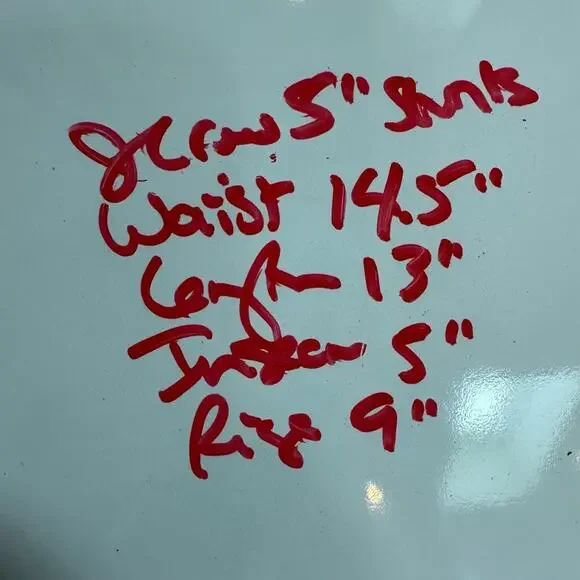 JCrew 5" Shorts
Waist 14.5"
Length 13"
Inseam 5"
Rise 9"